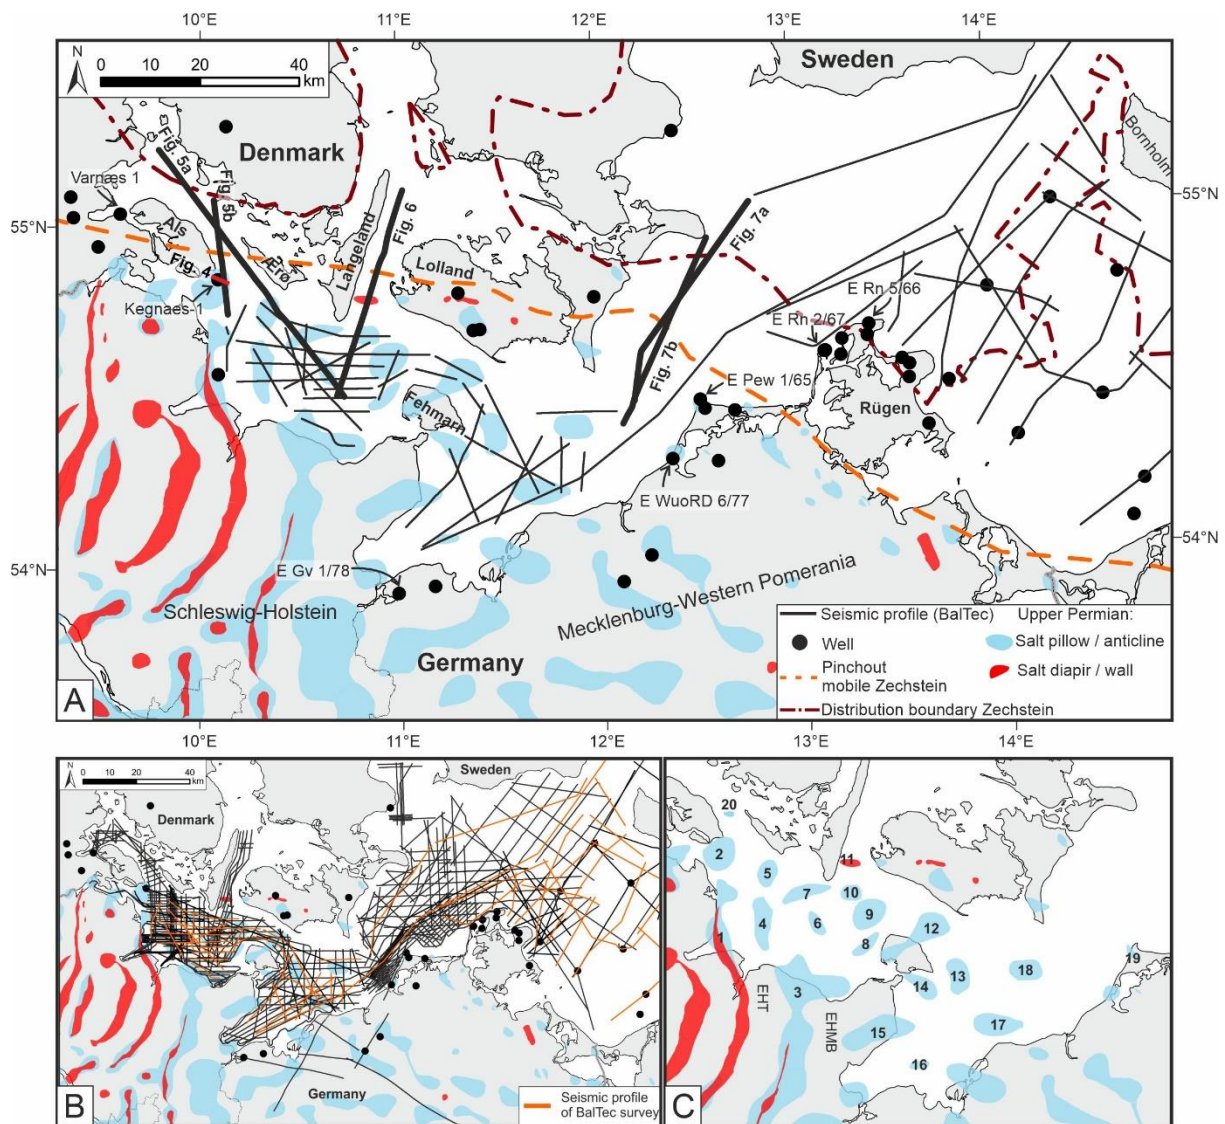 10°E
11°E
12°E
13°E
14°E
N
0
20
40
km
Sweden
Denmark
Bornholm
Fig. 5a
Fig. 5b
Varnæs 1
55°N
55°N
Als
Ærø
Langeland
Fig. 6
Fig. 7a
Fig. 4
Lolland
Kegnaes-1
E Rn 5/66
E Rn 2/67
Fig. 7b
E Pew 1/65
Rügen
Fehmarn
E WuoRD 6/77
54°N
54°N
E Gv 1/78
Schleswig-Holstein
Mecklenburg-Western Pomerania
Germany
Seismic profile (BalTec)
Upper Permian:
Well
Salt pillow / anticline
Pinchout
mobile Zechstein
Salt diapir / wall
Distribution boundary Zechstein
A
10°E
11°E
12°E
13°E
14°E
N
0
20
40
km
Sweden
Denmark
Germany
Seismic profile
of BalTec survey
B
20
2
11
5
7
10
9
4
6
12
8
1
19
18
13
3
14
EHT
EHMB
15
17
16
C